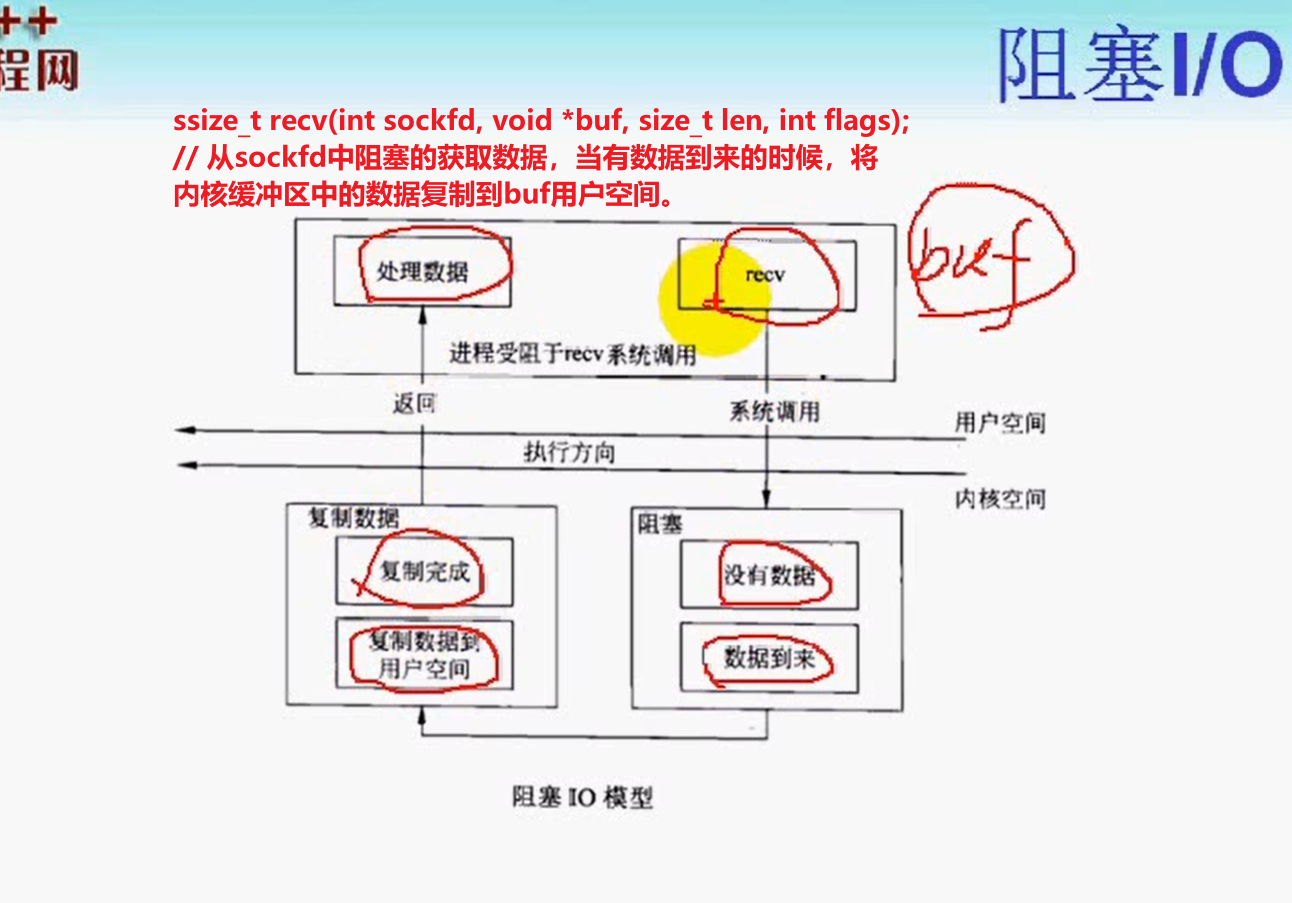 ++
程网
阻塞I/O
ssize_t recv(int sockfd, void *buf, size_t len, int flags);
// 从sockfd中阻塞的获取数据，当有数据到来的时候，将
内核缓冲区中的数据复制到buf用户空间。
处理数据
recv
buf
进程受阻于recv系统调用
返回
系统调用
用户空间
执行方向
内核空间
复制数据
阻塞
复制完成
没有数据
复制数据到
用户空间
数据到来
阻塞 IO 模型